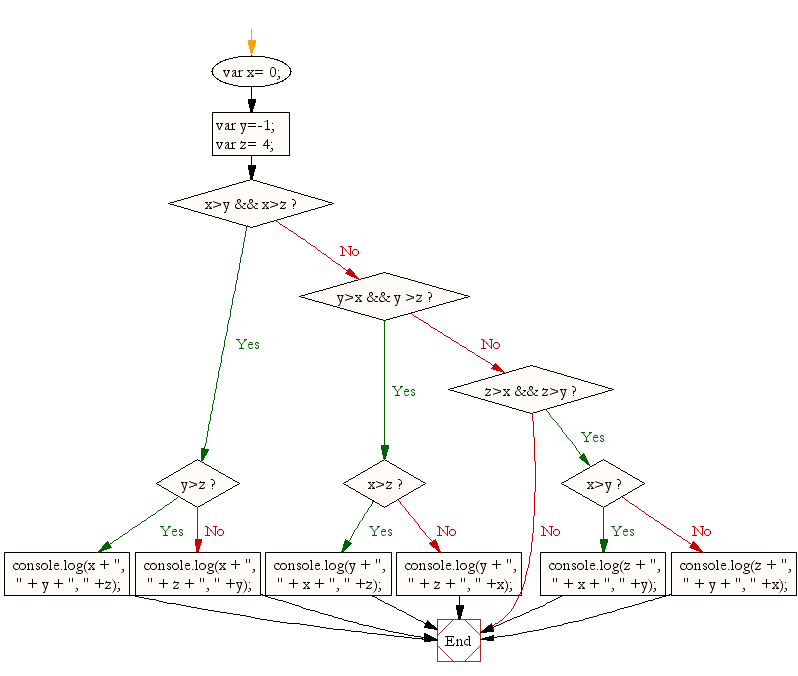 var x= 0;
var y=-1;
var z= 4;
x>y && x>z ?
No
y>x && y >z ?
Yes
No
Yes
z>x && z>y ?
Yes
y>z ?
x>z ?
x>y ?
Yes
No
Yes
No
No
Yes
No
console.log(x + ",
" + y + ", " +z);
console.log(x + ",
" + z + ", " +y);
console.log(y + ",
" + x + ", " +z);
console.log(y + ",
" + z + ", " +x);
console.log(z + ",
" + x + ", " +y);
console.log(z + ",
" + y + ", " +x);
End